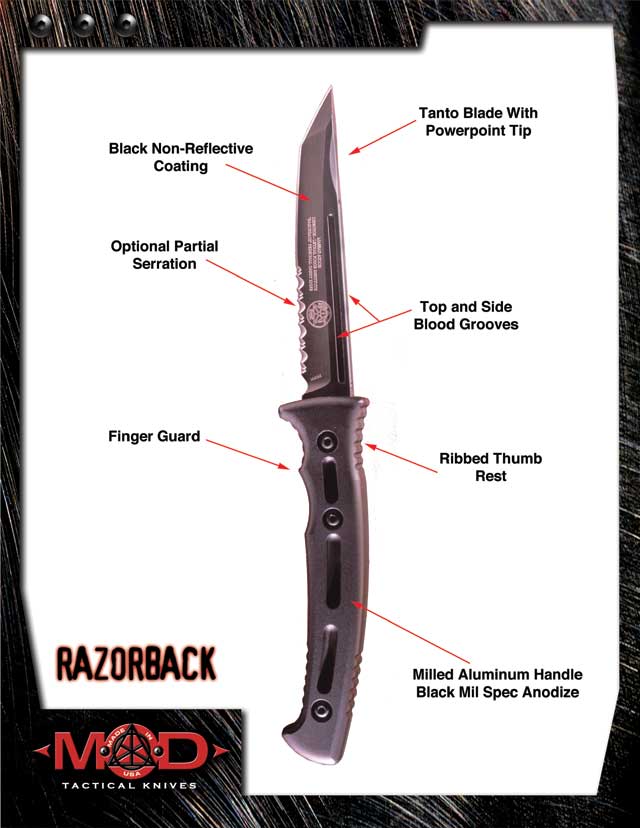 Tanto Blade With
Powerpoint Tip
Black Non-Reflective
Coating
Optional Partial
Serration
Top and Side
Blood Grooves
Finger Guard
Ribbed Thumb
Rest
Milled Aluminum Handle
Black Mil Spec Anodize
RAZORBACK
MOD
MADE IN
USA
TACTICAL KNIVES